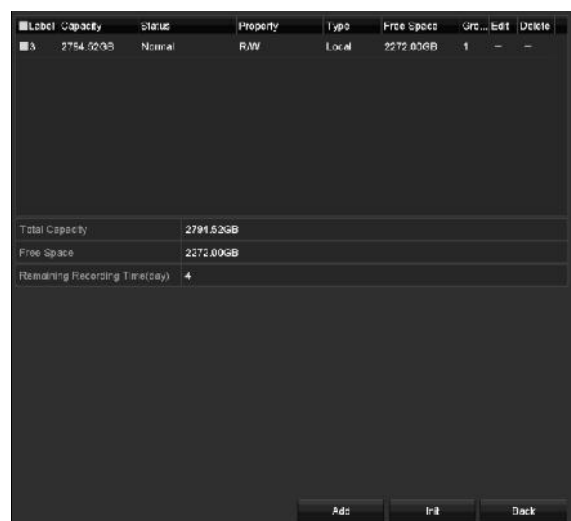 Label Capacity Status Property Type Free Space Gro... Edit Delete
3 2794.52GB Normal R/W Local 2272.00GB 1 — —
Total Capacity 2794.52GB
Free Space 2272.00GB
Remaining Recording Time(day) 4
Add Init Back